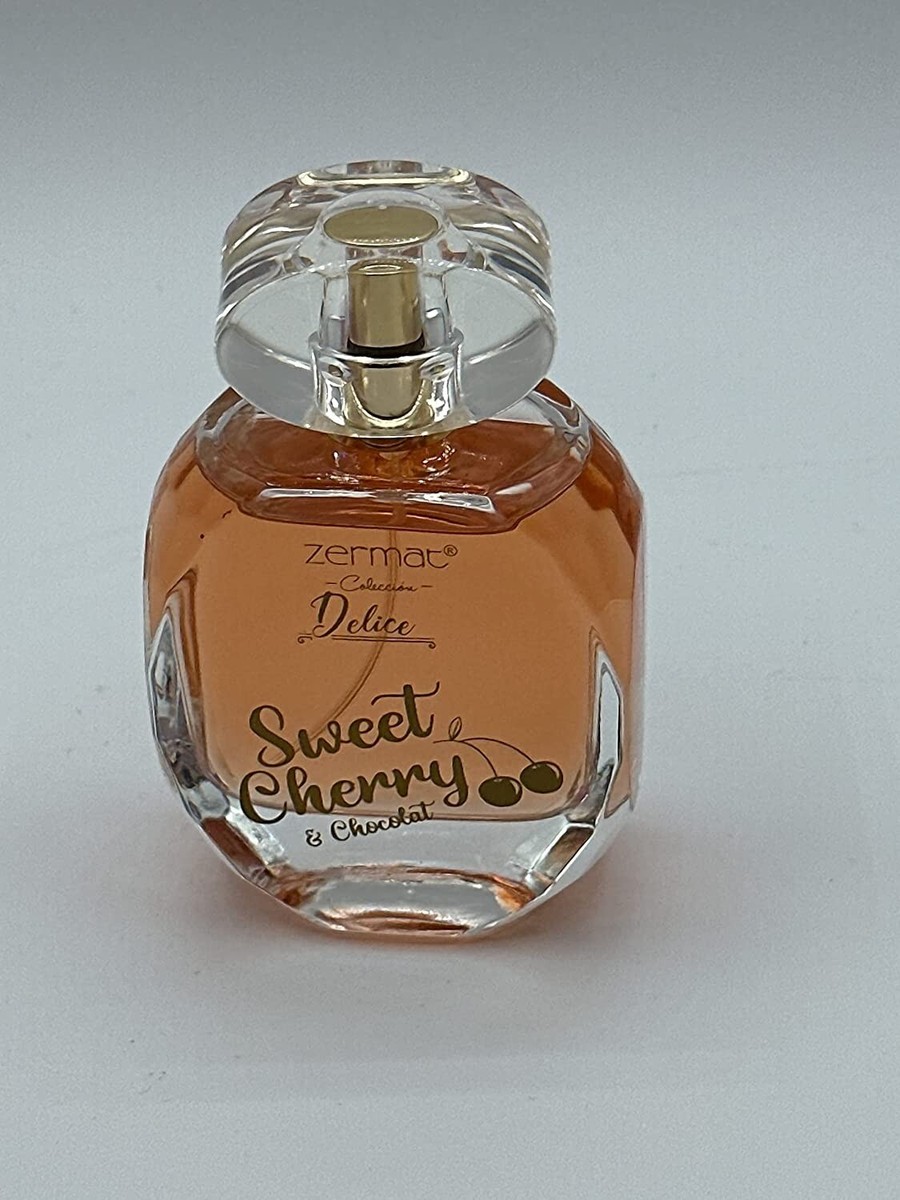 zermat®
Colección
Delice
Sweet
Cherry
& Chocolat